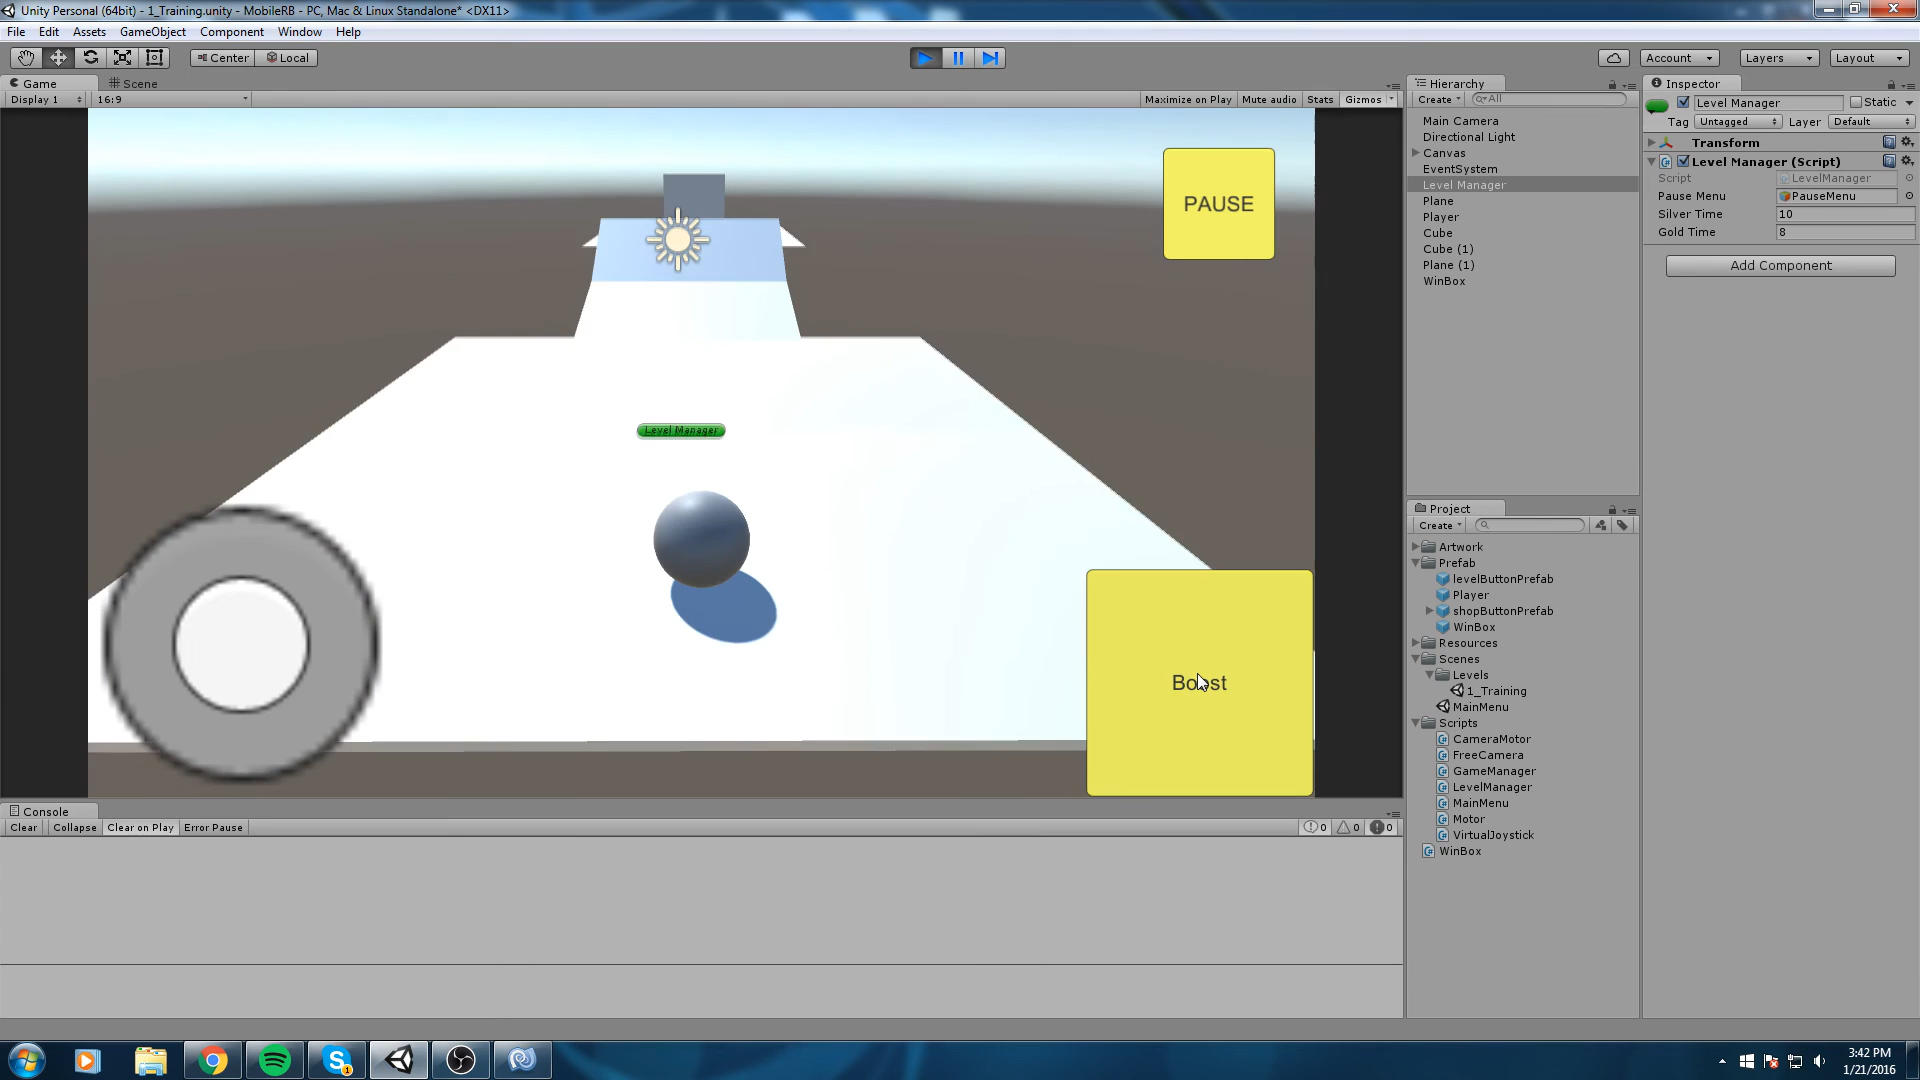 Unity Personal (64bit) - 1_Training.unity - MobileRB - PC, Mac & Linux Standalone* <DX11>
File Edit Assets GameObject Component Window Help
Center Local
Account Layers Layout
Game Scene
Display 1 16:9 Maximize on Play Mute audio Stats Gizmos
PAUSE
Level Manager
Boost
Console
Clear Collapse Clear on Play Error Pause 0 0 0
Hierarchy
Create All
Main Camera
Directional Light
Canvas
EventSystem
Level Manager
Plane
Player
Cube
Cube (1)
Plane (1)
WinBox
Project
Create
Artwork
Prefab
levelButtonPrefab
Player
shopButtonPrefab
WinBox
Resources
Scenes
Levels
1_Training
MainMenu
Scripts
CameraMotor
FreeCamera
GameManager
LevelManager
MainMenu
Motor
VirtualJoystick
WinBox
Inspector
Level Manager Static
Tag Untagged Layer Default
Transform
Level Manager (Script)
Script LevelManager
Pause Menu PauseMenu
Silver Time 10
Gold Time 8
Add Component
1
3:42 PM
1/21/2016